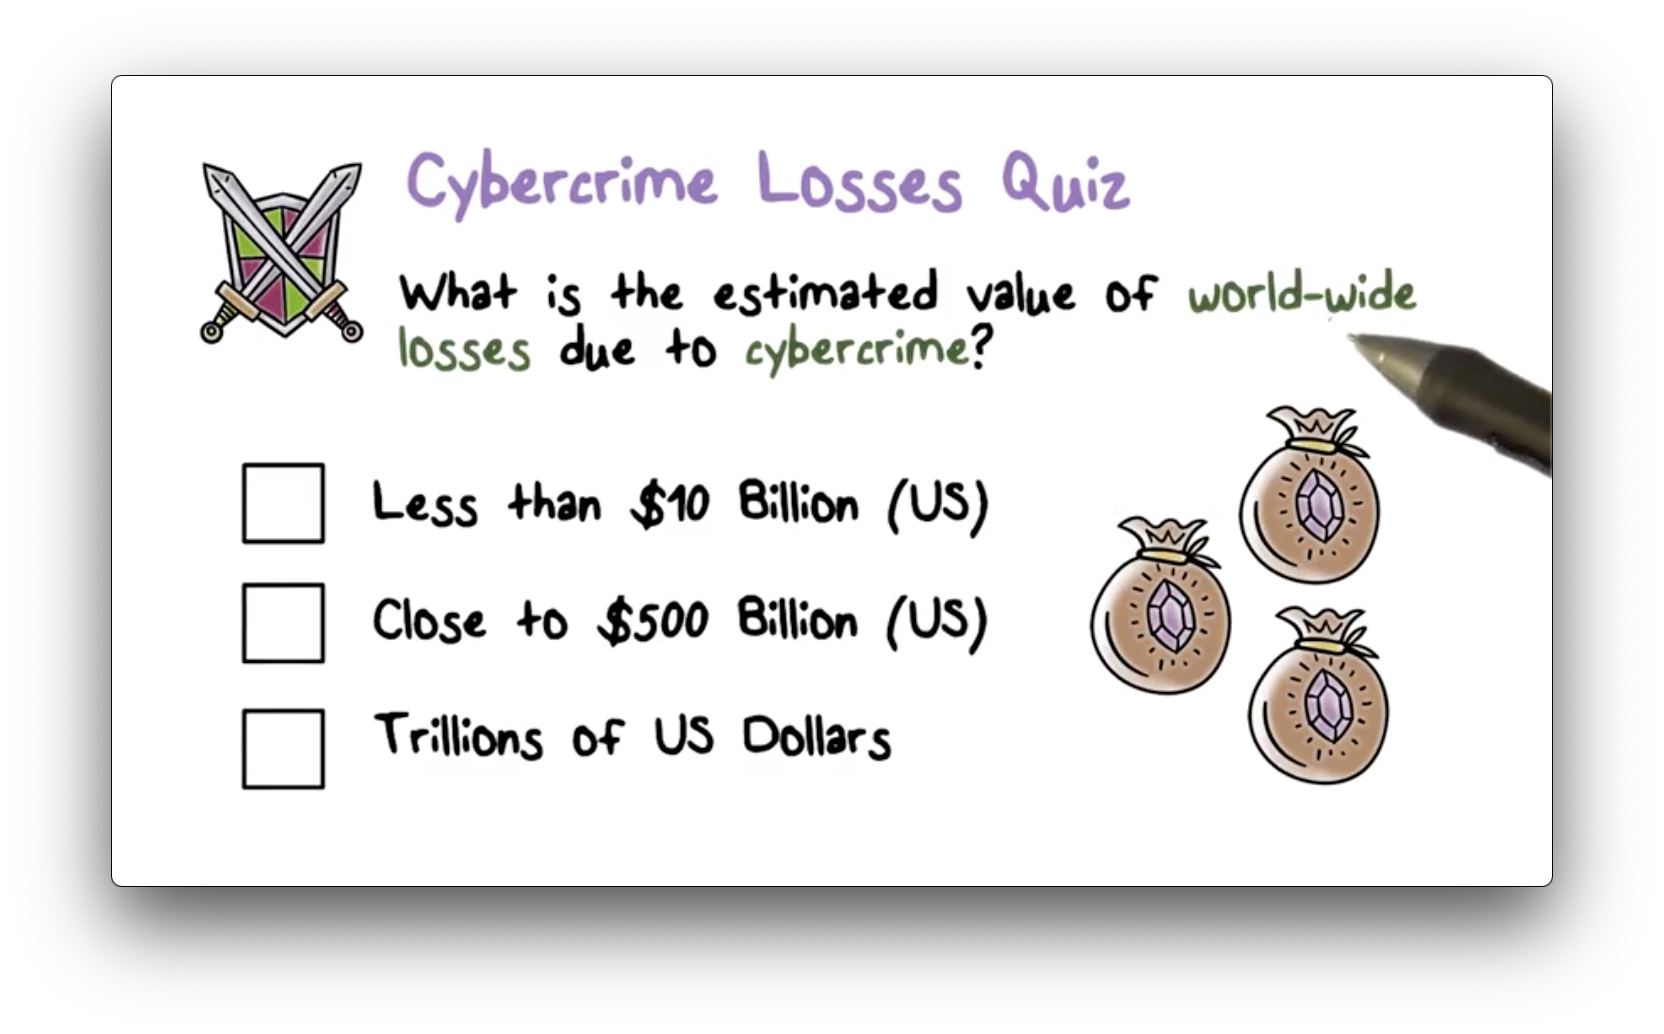 Cybercrime Losses Quiz
What is the estimated value of world-wide
losses due to cybercrime?
Less than $10 Billion (US)
Close to $500 Billion (US)
Trillions of US Dollars